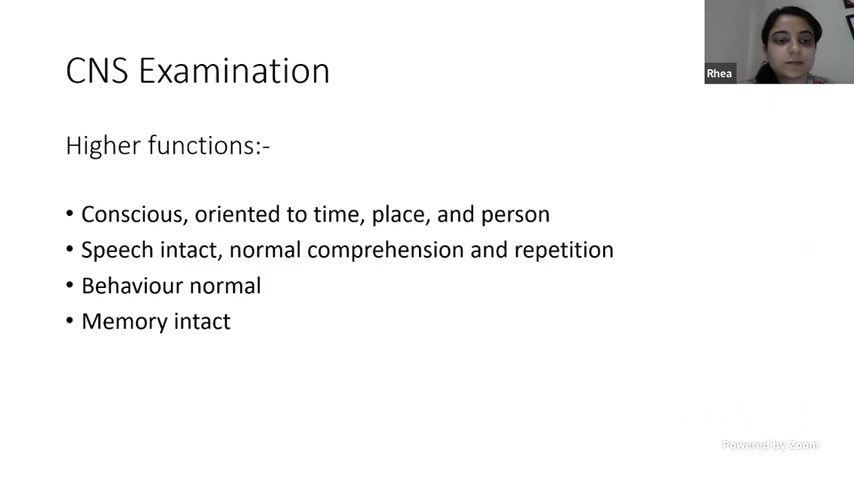 CNS Examination
Rhea
Higher functions:-
• Conscious, oriented to time, place, and person
• Speech intact, normal comprehension and repetition
• Behaviour normal
• Memory intact
Powered by Zoom